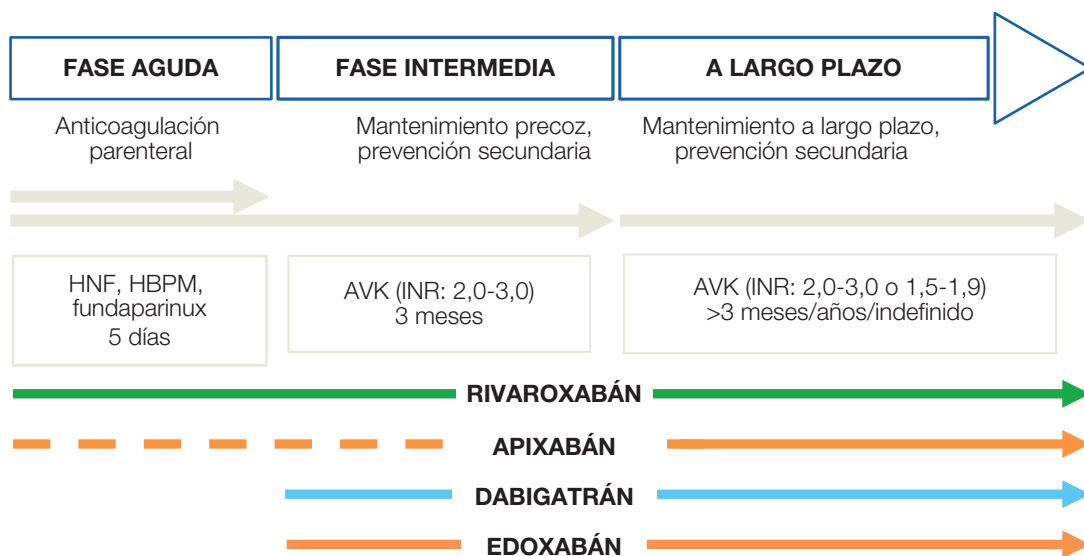 FASE AGUDA
FASE INTERMEDIA
A LARGO PLAZO
Anticoagulación
parenteral
Mantenimiento precoz,
prevención secundaria
Mantenimiento a largo plazo,
prevención secundaria
HNF, HBPM,
fundaparinux
5 días
AVK (INR: 2,0-3,0)
3 meses
AVK (INR: 2,0-3,0 o 1,5-1,9)
>3 meses/años/indefinido
RIVAROXABÁN
APIXABÁN
DABIGATRÁN
EDOXABÁN